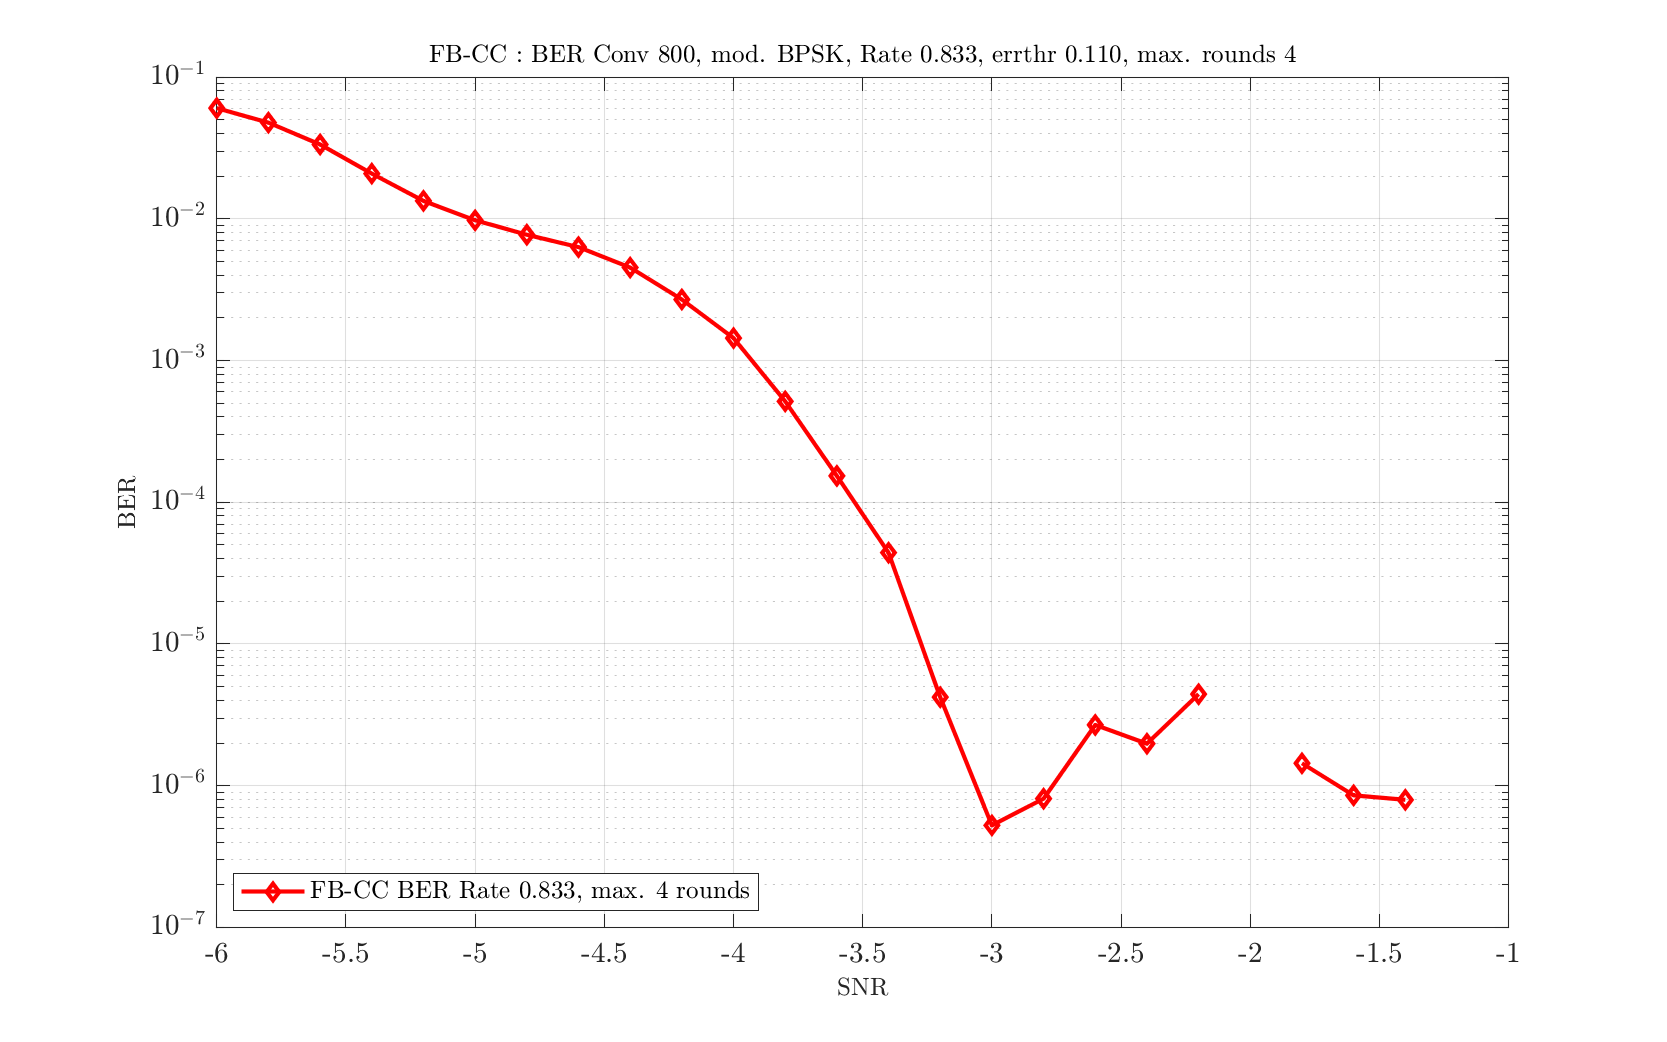 FB-CC : BER Conv 800, mod. BPSK, Rate 0.833, errthr 0.110, max. rounds 4
10⁻¹
10⁻²
10⁻³
10⁻⁴
10⁻⁵
10⁻⁶
10⁻⁷
BER
FB-CC BER Rate 0.833, max. 4 rounds
-6 -5.5 -5 -4.5 -4 -3.5 -3 -2.5 -2 -1.5 -1
SNR